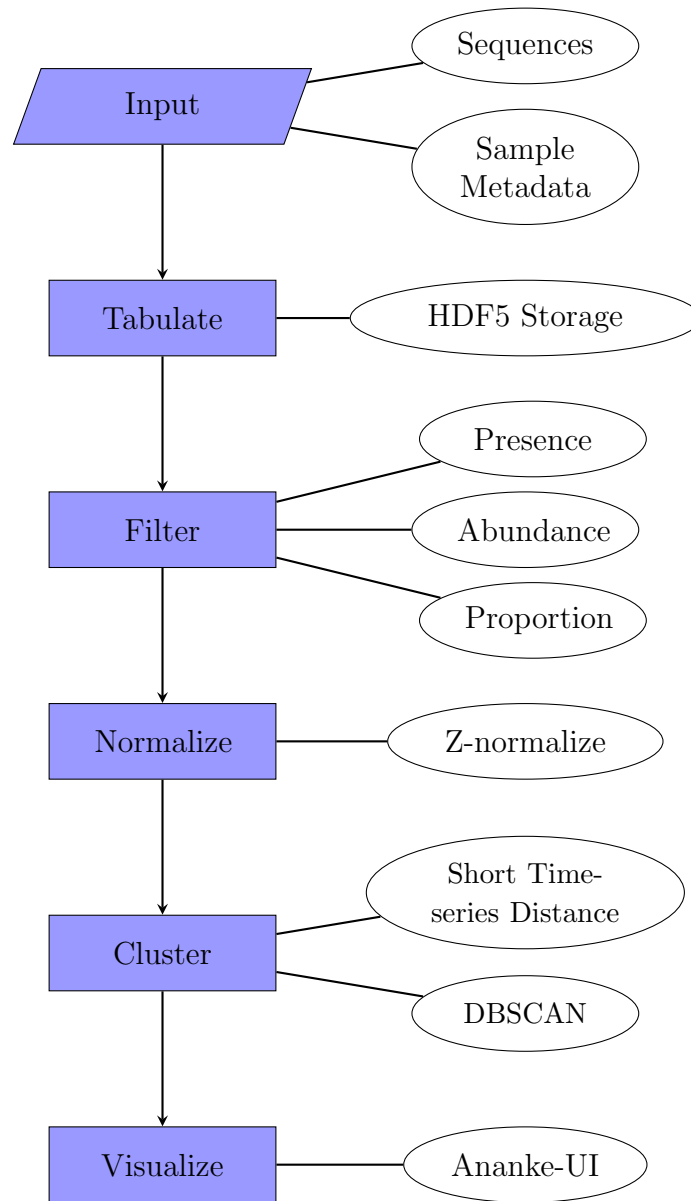 Sequences
Input
Sample
Metadata
Tabulate
HDF5 Storage
Presence
Filter
Abundance
Proportion
Normalize
Z-normalize
Short Time-
series Distance
Cluster
DBSCAN
Visualize
Ananke-UI